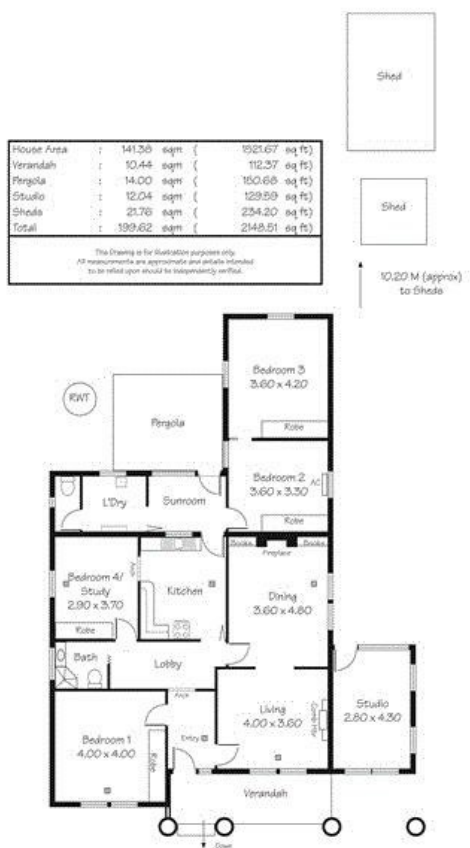 Shed
House Area : 141.36 sqm ( 1521.67 sq ft)
Verandah : 10.44 sqm ( 112.37 sq ft)
Pergola : 14.00 sqm ( 150.68 sq ft)
Studio : 12.04 sqm ( 129.59 sq ft)
Sheds : 21.76 sqm ( 234.20 sq ft)
Total : 199.62 sqm ( 2148.51 sq ft)
This Drawing is for illustration purposes only.
All measurements are approximate and details intended
to be relied upon should be independently verified.
Shed
10.20 M (approx)
to Sheds
Bedroom 3
3.60 x 4.20
RWT
Pergola
Robe
L'Dry
Sunroom
Bedroom 2
3.60 x 3.30
AC
Robe
Books
Fireplace
Books
Bedroom 4/
Study
2.90 x 3.70
Arch
Kitchen
Dining
3.60 x 4.80
Robe
Bath
Lobby
Arch
Living
4.00 x 3.60
Comb Htr
Studio
2.80 x 4.30
Bedroom 1
4.00 x 4.00
Robe
Entry
Verandah
Down